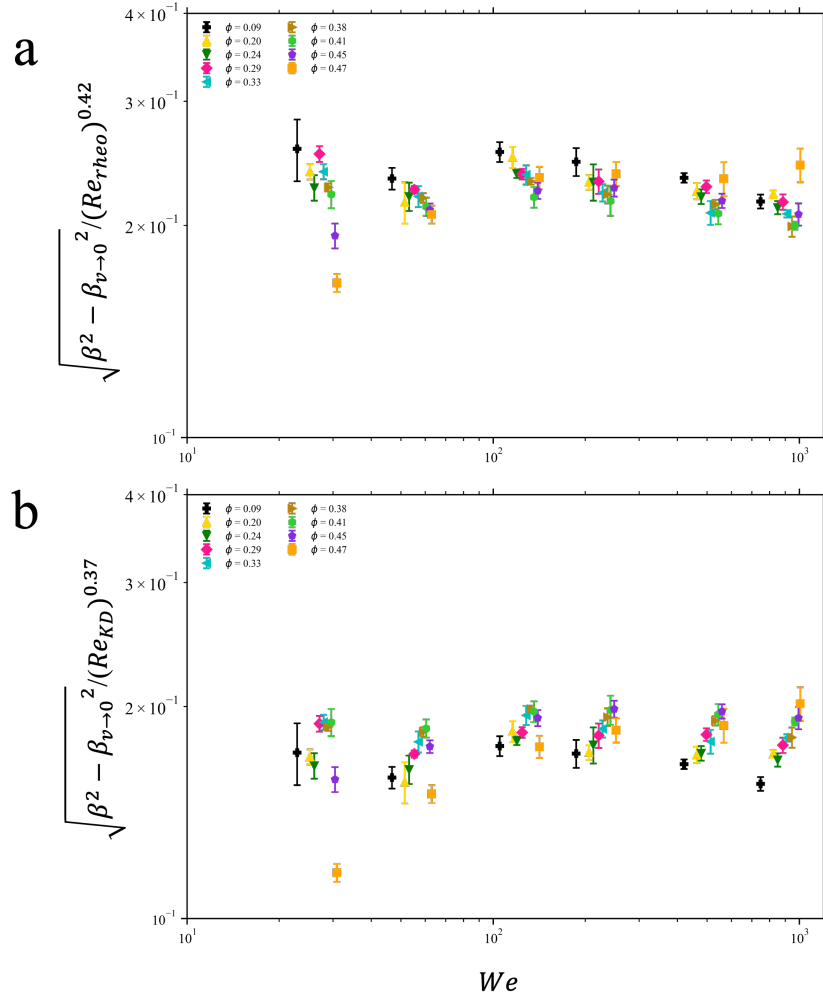 a
4 × 10⁻¹
3 × 10⁻¹
2 × 10⁻¹
10⁻¹
ϕ = 0.09
ϕ = 0.20
ϕ = 0.24
ϕ = 0.29
ϕ = 0.33
ϕ = 0.38
ϕ = 0.41
ϕ = 0.45
ϕ = 0.47
√β² − β_{v→0}²/(Re_{rheo})^{0.42}
10¹
10²
10³
b
4 × 10⁻¹
3 × 10⁻¹
2 × 10⁻¹
10⁻¹
ϕ = 0.09
ϕ = 0.20
ϕ = 0.24
ϕ = 0.29
ϕ = 0.33
ϕ = 0.38
ϕ = 0.41
ϕ = 0.45
ϕ = 0.47
√β² − β_{v→0}²/(Re_{KD})^{0.37}
10¹
10²
10³
We